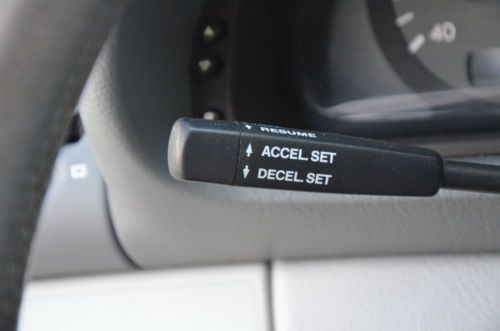 RESUME
ACCEL. SET
DECEL. SET
40